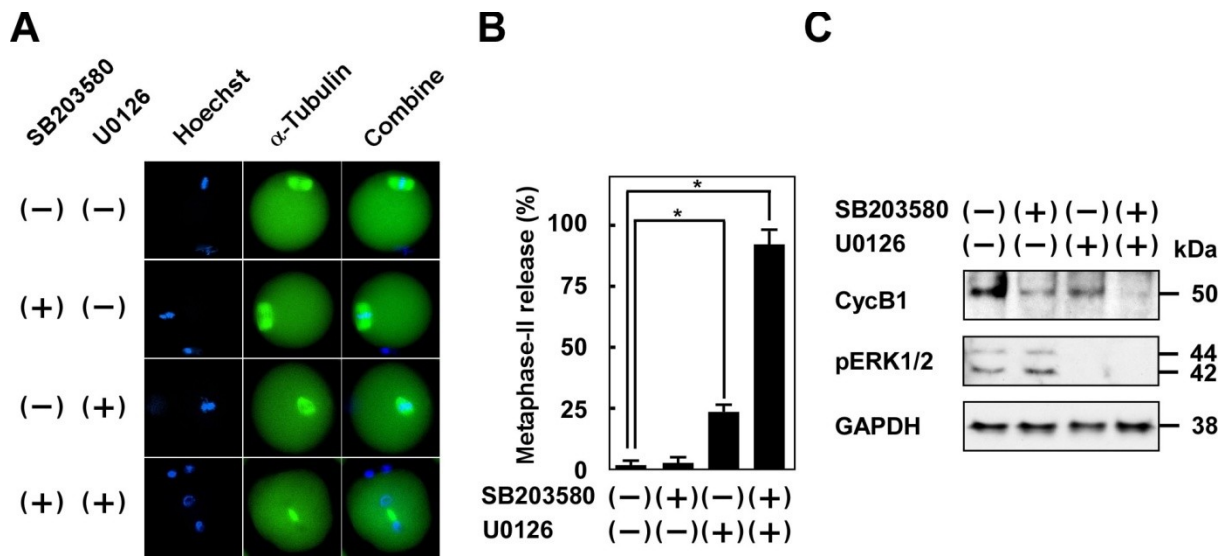 A
SB203580
U0126
Hoechst
α-Tubulin
Combine
(−) (−)
(+) (−)
(−) (+)
(+) (+)
B
Metaphase-II release (%)
100
75
50
25
0
*
*
SB203580 (−)(+)(−)(+)
U0126 (−)(−)(+)(+)
C
SB203580 (−)(+)(−)(+)
U0126 (−)(−)(+)(+) kDa
CycB1 50
pERK1/2 44
42
GAPDH 38